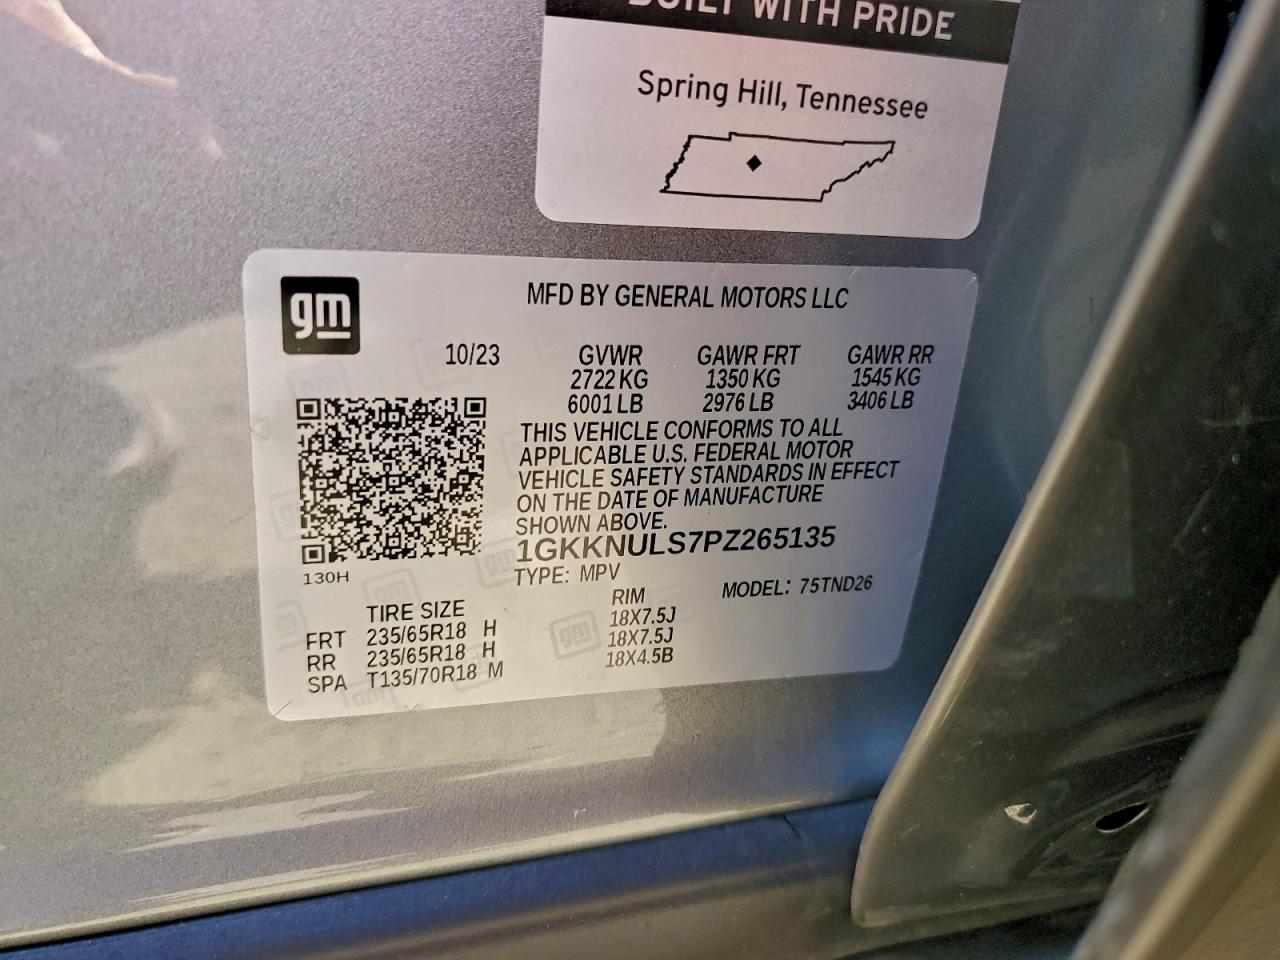 BUILT WITH PRIDE
Spring Hill, Tennessee
gm
MFD BY GENERAL MOTORS LLC
10/23
GVWR GAWR FRT GAWR RR
2722 KG 1350 KG 1545 KG
6001 LB 2976 LB 3406 LB
THIS VEHICLE CONFORMS TO ALL
APPLICABLE U.S. FEDERAL MOTOR
VEHICLE SAFETY STANDARDS IN EFFECT
ON THE DATE OF MANUFACTURE
SHOWN ABOVE.
1GKKNULS7PZ265135
TYPE: MPV MODEL: 75TND26
130H
TIRE SIZE RIM
FRT 235/65R18 H 18X7.5J
RR 235/65R18 H 18X7.5J
SPA T135/70R18 M 18X4.5B
gm
gm